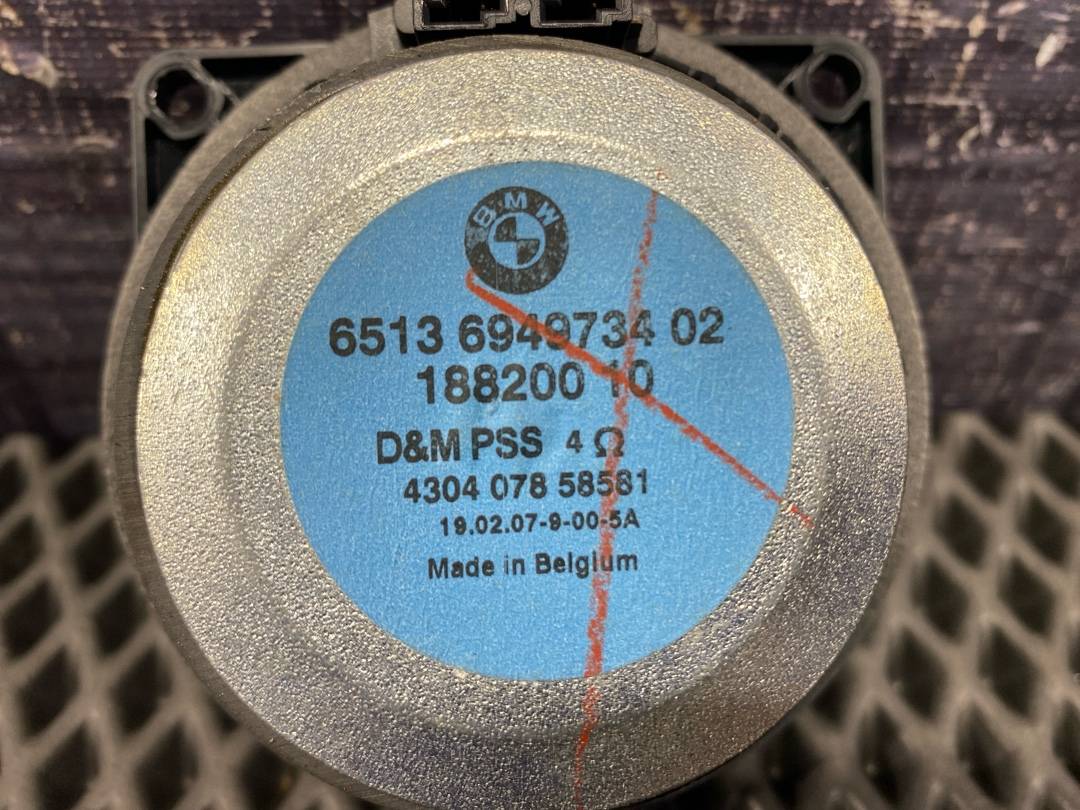 BMW
6513 6949734 02
188200 10
D&M PSS 4 Ω
4304 078 58581
19.02.07-9-00-5A
Made in Belgium